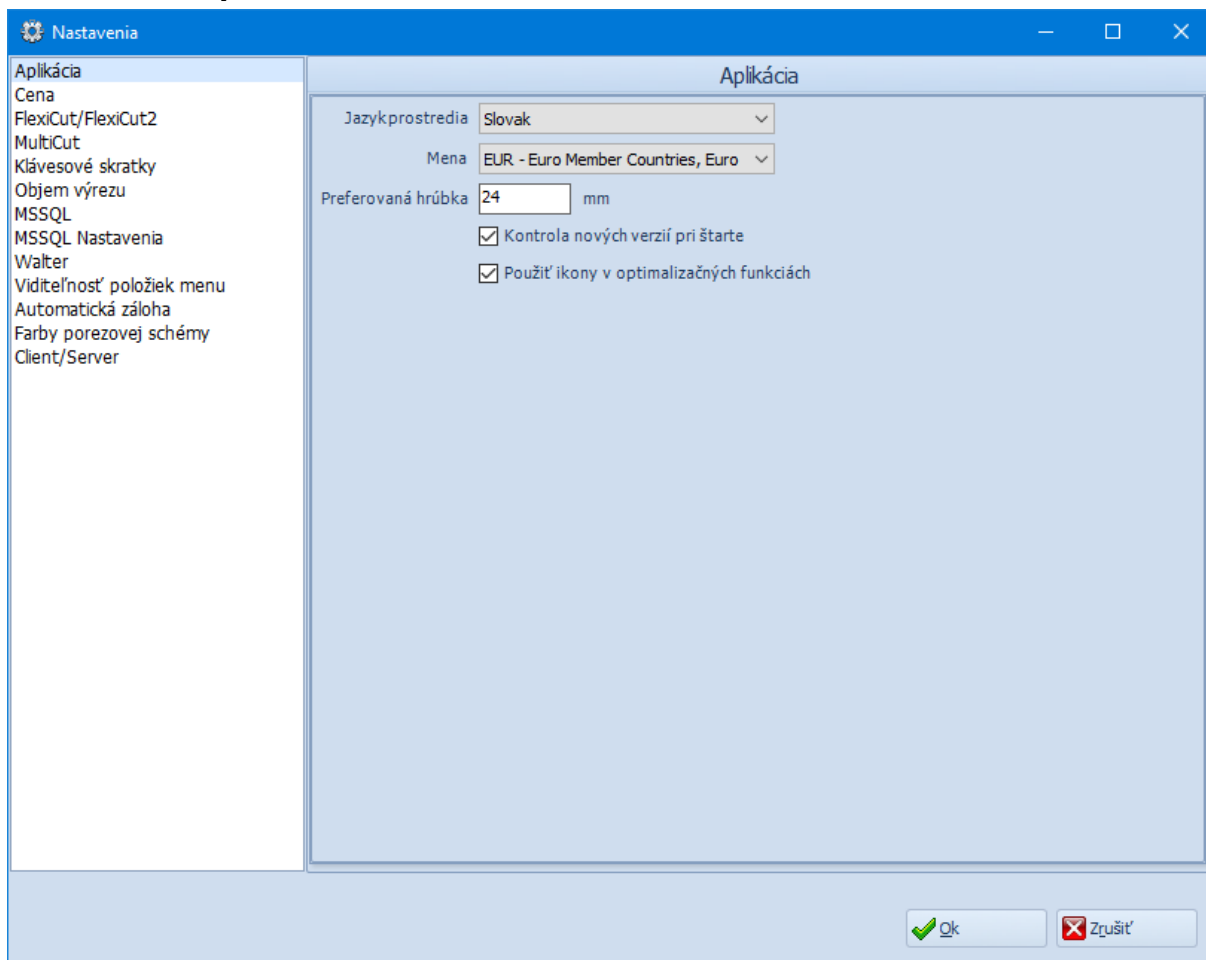 Nastavenia
Aplikácia
Cena
FlexiCut/FlexiCut2
MultiCut
Klávesové skratky
Objem výrezu
MSSQL
MSSQL Nastavenia
Walter
Viditeľnosť položiek menu
Automatická záloha
Farby porezovej schémy
Client/Server
Aplikácia
Jazyk prostredia Slovak
Mena EUR - Euro Member Countries, Euro
Preferovaná hrúbka 24 mm
Kontrola nových verzií pri štarte
Použiť ikony v optimalizačných funkciách
Ok Zrušiť